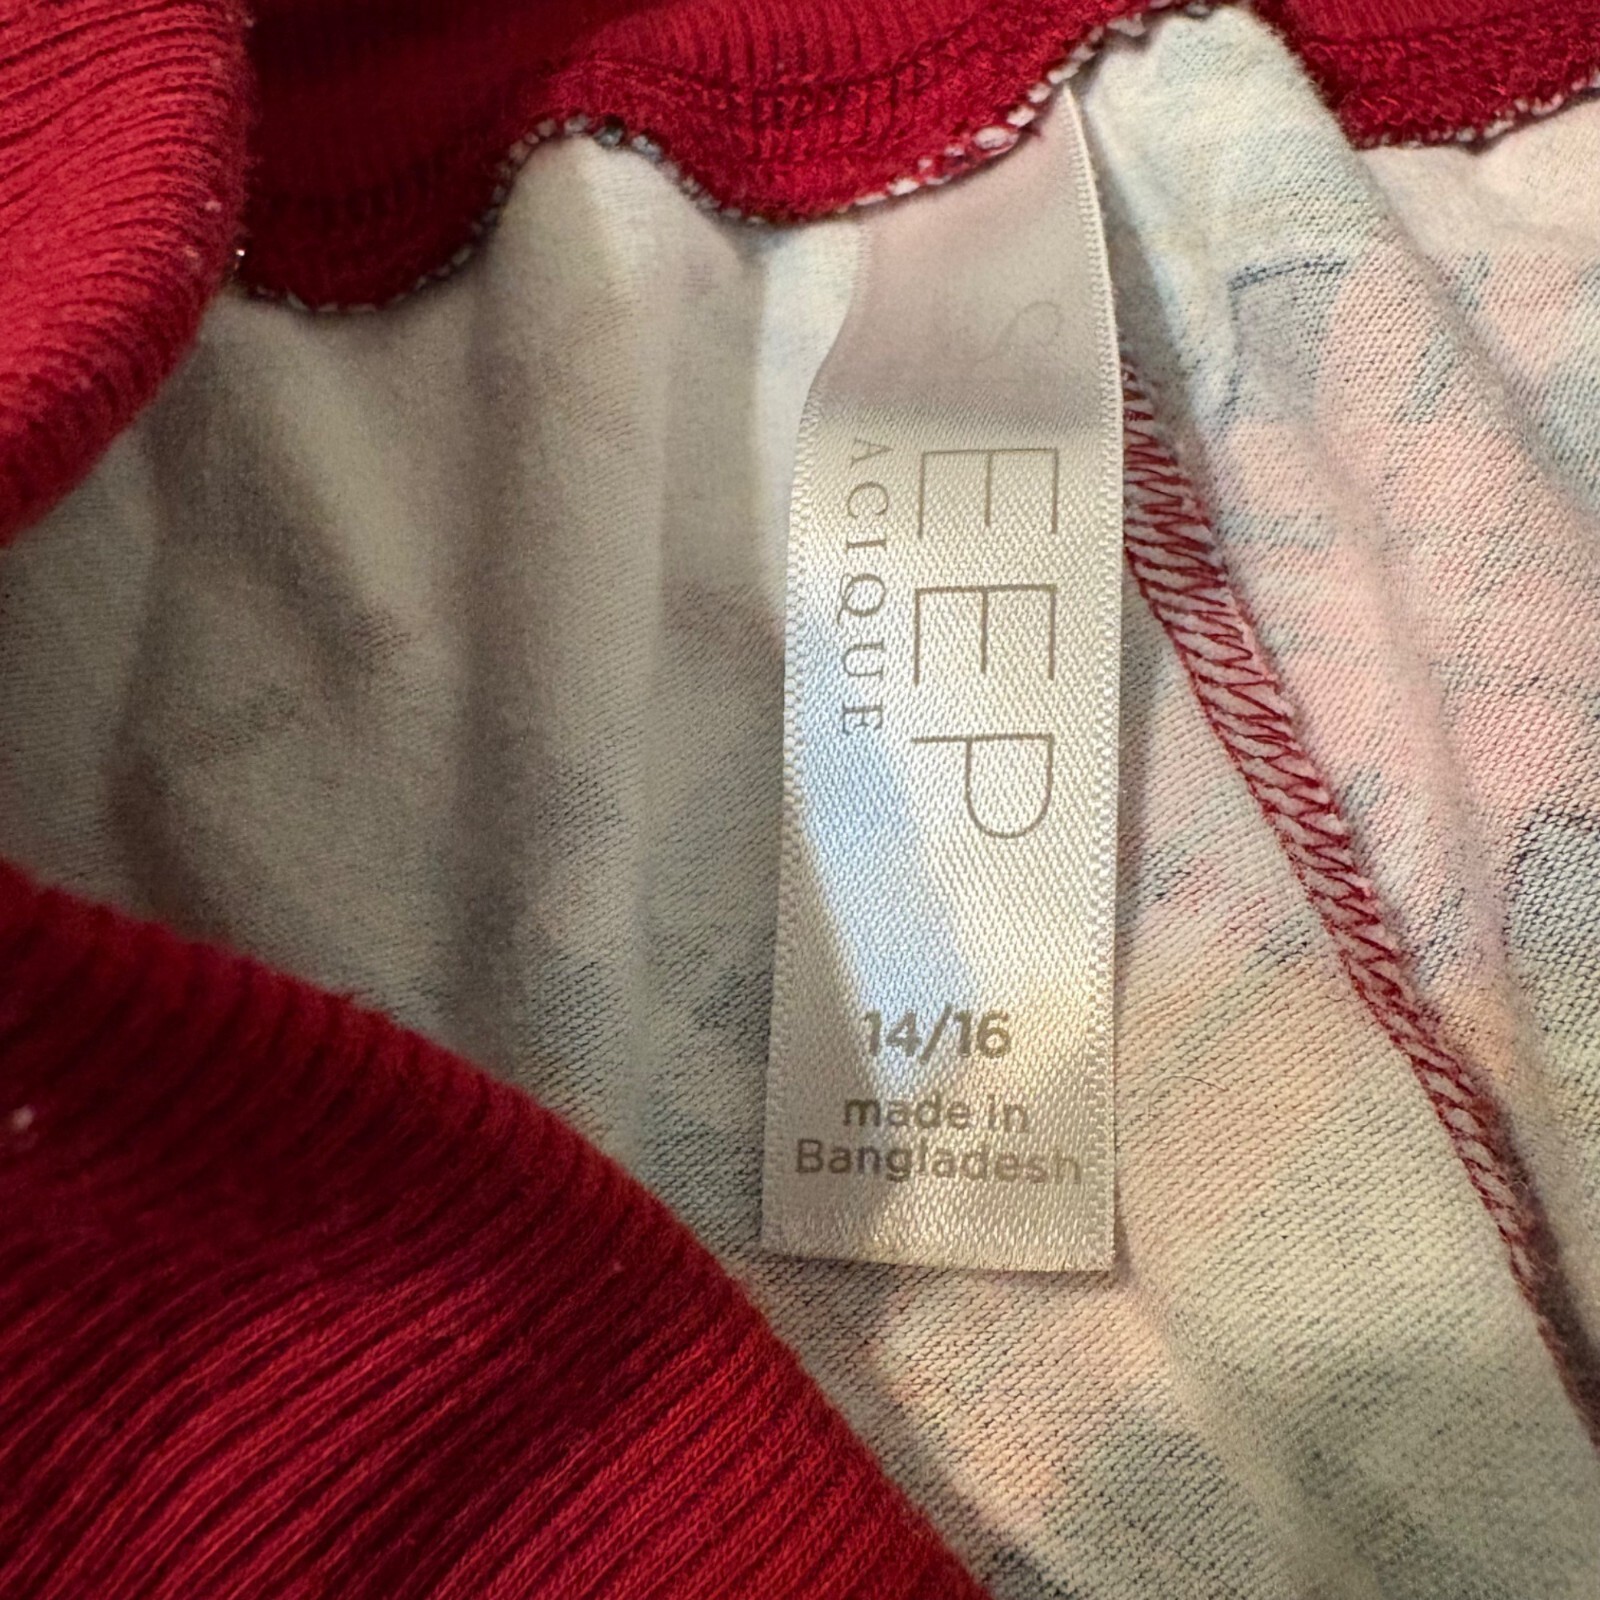 EEP
ACIQUE
14/16
made in
Bangladesh